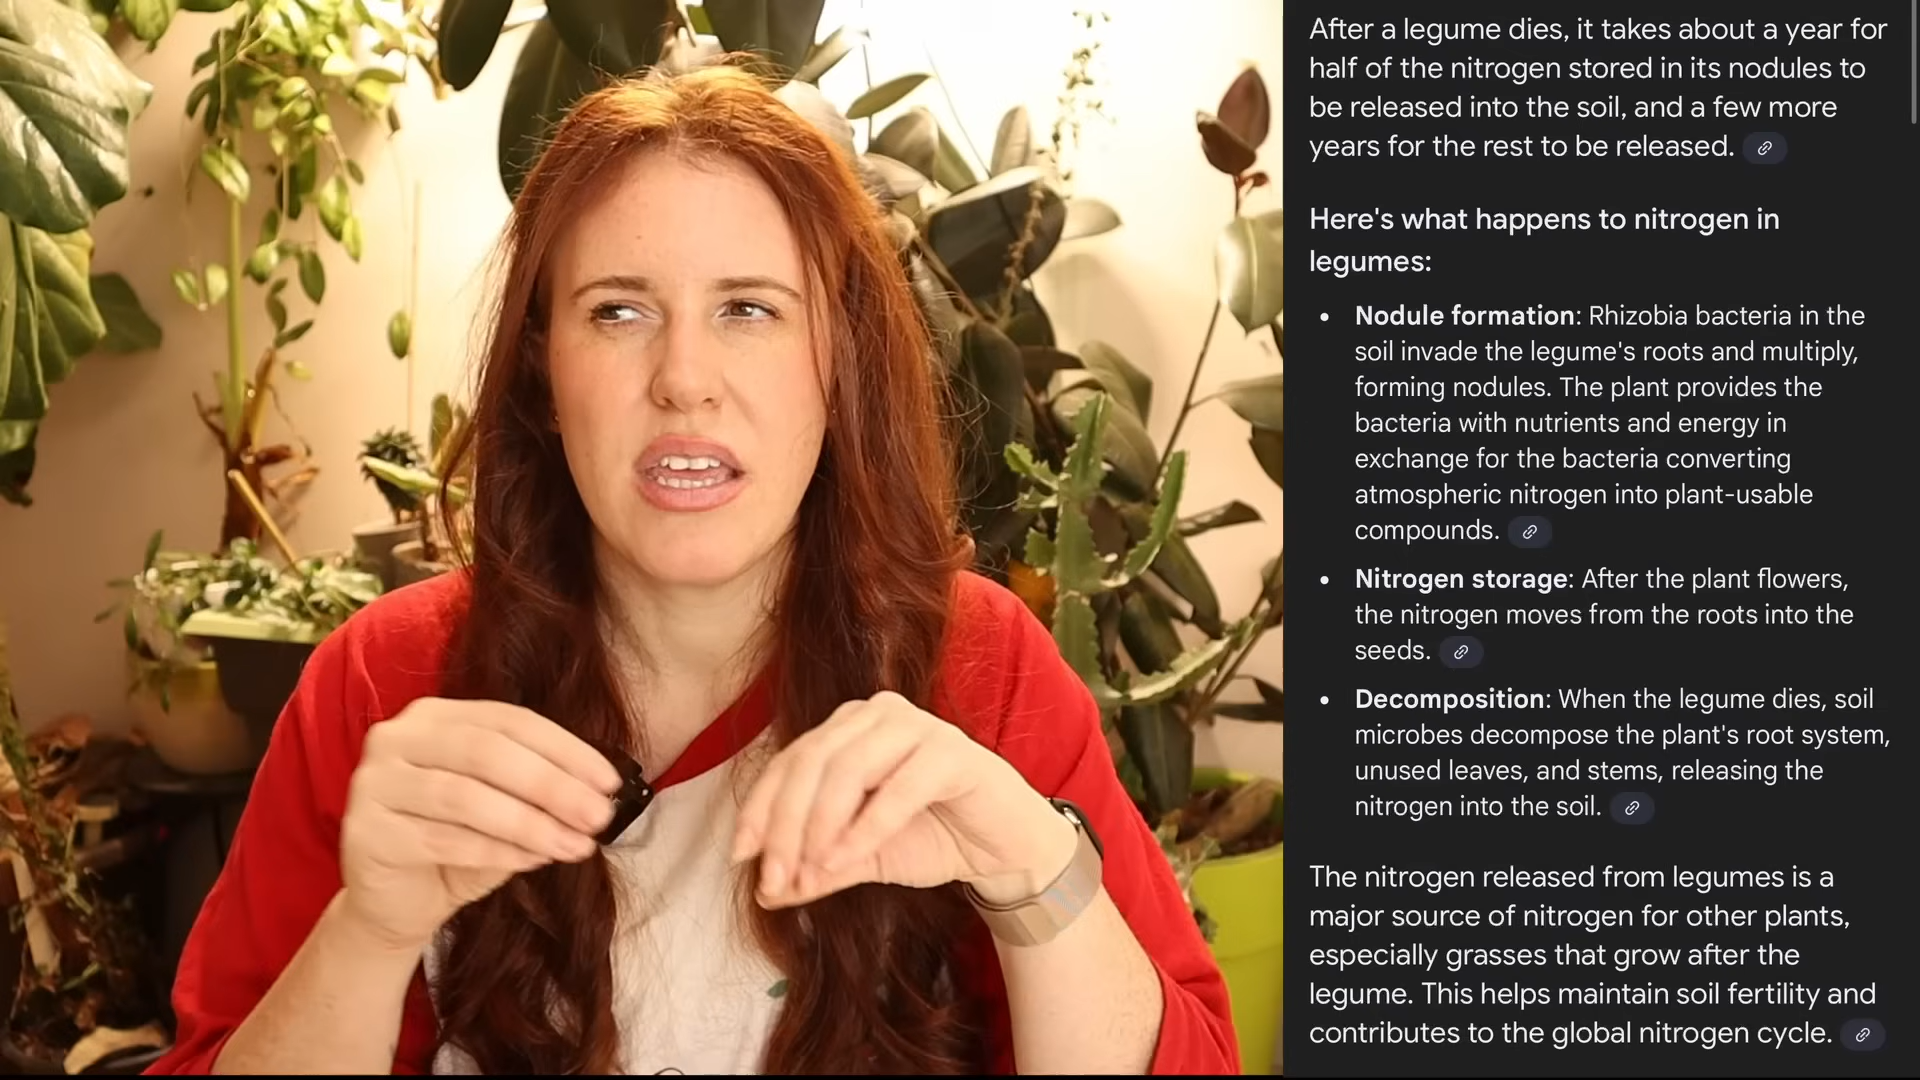 After a legume dies, it takes about a year for
half of the nitrogen stored in its nodules to
be released into the soil, and a few more
years for the rest to be released.
Here's what happens to nitrogen in
legumes:
• Nodule formation: Rhizobia bacteria in the
soil invade the legume's roots and multiply,
forming nodules. The plant provides the
bacteria with nutrients and energy in
exchange for the bacteria converting
atmospheric nitrogen into plant-usable
compounds.
• Nitrogen storage: After the plant flowers,
the nitrogen moves from the roots into the
seeds.
• Decomposition: When the legume dies, soil
microbes decompose the plant's root system,
unused leaves, and stems, releasing the
nitrogen into the soil.
The nitrogen released from legumes is a
major source of nitrogen for other plants,
especially grasses that grow after the
legume. This helps maintain soil fertility and
contributes to the global nitrogen cycle.